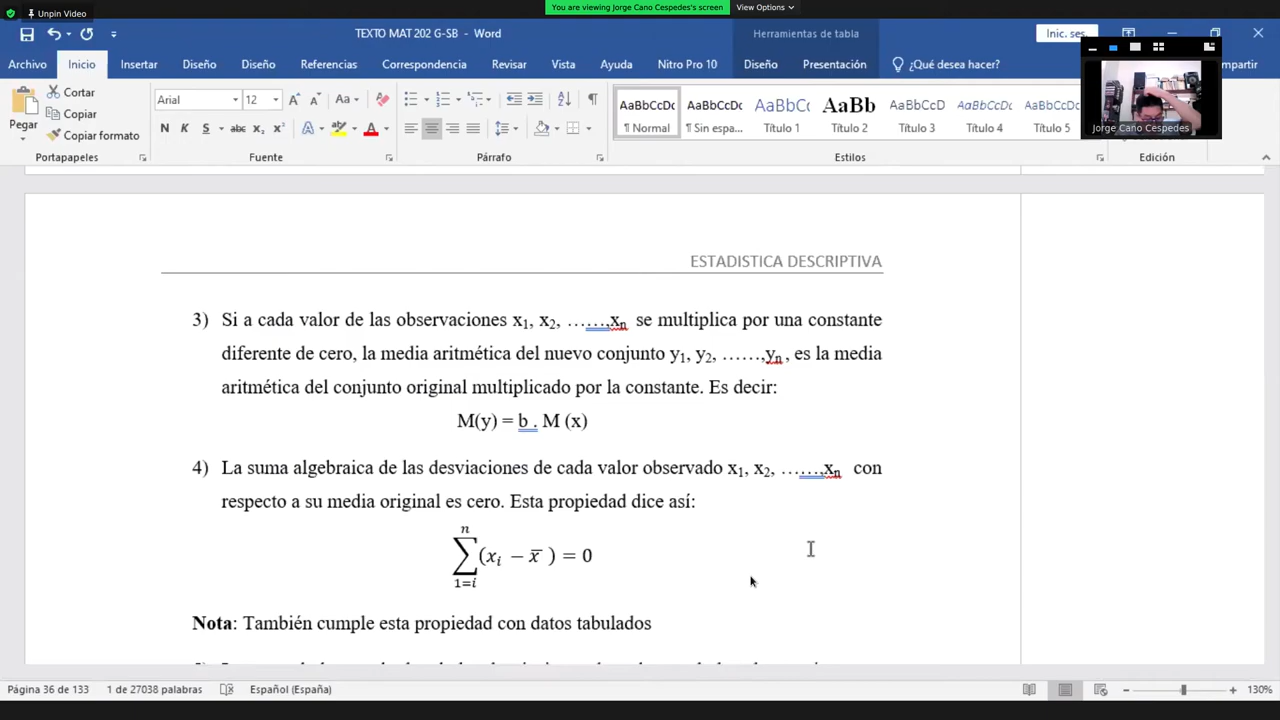 Unpin Video
You are viewing Jorge Cano Cespedes's screen
View Options
TEXTO MAT 202 G-SB - Word
Herramientas de tabla
Inic. ses.
Archivo Inicio Insertar Diseño Diseño Referencias Correspondencia Revisar Vista Ayuda Nitro Pro 10 Diseño Presentación ¿Qué desea hacer? mpartir
Pegar
Cortar
Copiar
Copiar formato
Portapapeles
Arial 12
N K S abc x₂ x²
Fuente
Párrafo
AaBbCcDc AaBbCcDc AaBbCc AaBb AaBbCcD AaBbCcDc AaBbCcDc
¶ Normal ¶ Sin espa... Título 1 Título 2 Título 3 Título 4 Título 5
Estilos
Edición
Jorge Cano Cespedes
ESTADISTICA DESCRIPTIVA
3) Si a cada valor de las observaciones x₁, x₂, ……,xₙ se multiplica por una constante
diferente de cero, la media aritmética del nuevo conjunto y₁, y₂, ……,yₙ , es la media
aritmética del conjunto original multiplicado por la constante. Es decir:
M(y) = b . M (x)
4) La suma algebraica de las desviaciones de cada valor observado x₁, x₂, ……,xₙ con
respecto a su media original es cero. Esta propiedad dice así:
n
∑(xᵢ − x̅ ) = 0
1=i
Nota: También cumple esta propiedad con datos tabulados
Página 36 de 133 1 de 27038 palabras Español (España) 130%